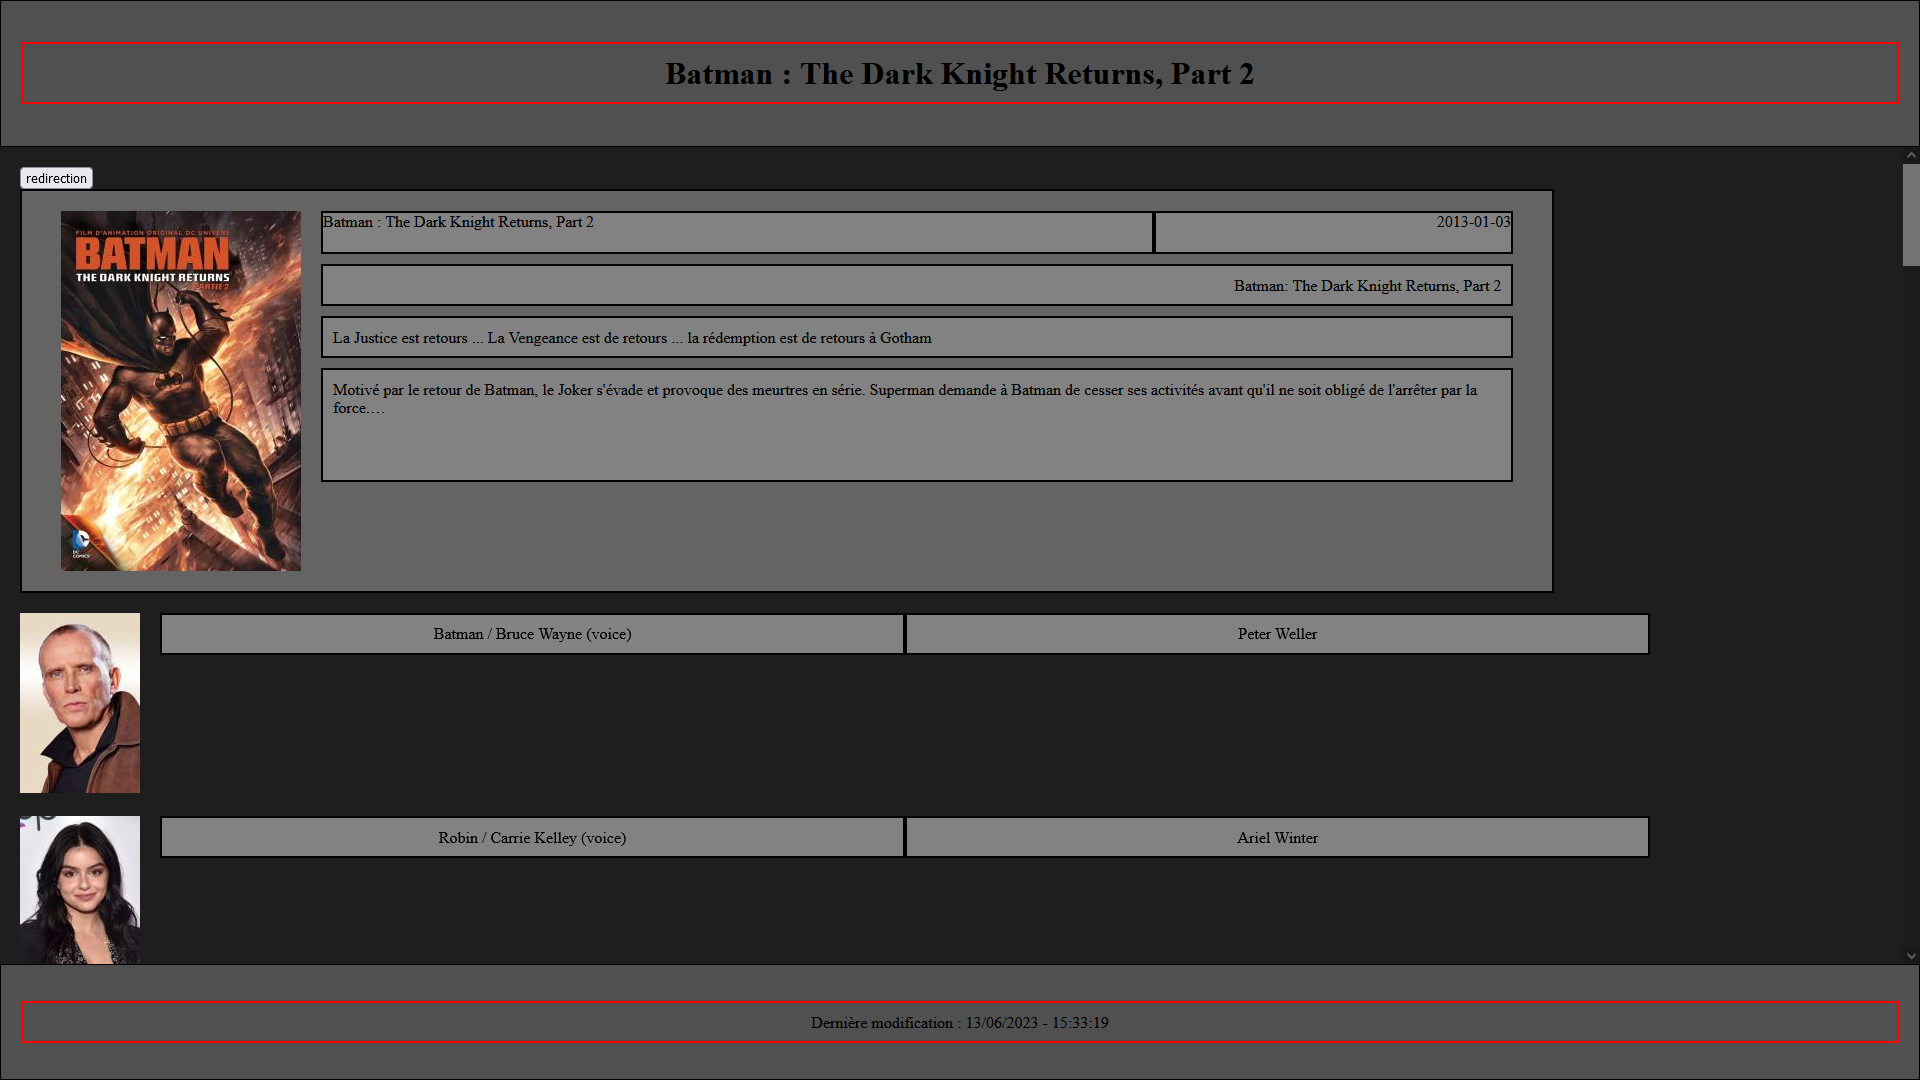 Batman : The Dark Knight Returns, Part 2
redirection
FILM D'ANIMATION ORIGINAL DC UNIVERS
BATMAN
THE DARK KNIGHT RETURNS
PARTIE 2
DC
COMICS
Batman : The Dark Knight Returns, Part 2
2013-01-03
Batman: The Dark Knight Returns, Part 2
La Justice est retours ... La Vengeance est de retours ... la rédemption est de retours à Gotham
Motivé par le retour de Batman, le Joker s'évade et provoque des meurtres en série. Superman demande à Batman de cesser ses activités avant qu'il ne soit obligé de l'arrêter par la
force.…
Batman / Bruce Wayne (voice)
Peter Weller
Robin / Carrie Kelley (voice)
Ariel Winter
Dernière modification : 13/06/2023 - 15:33:19